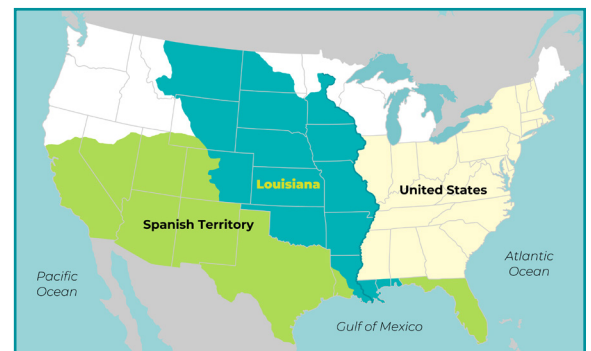 Louisiana
United States
Spanish Territory
Atlantic
Ocean
Pacific
Ocean
Gulf of Mexico